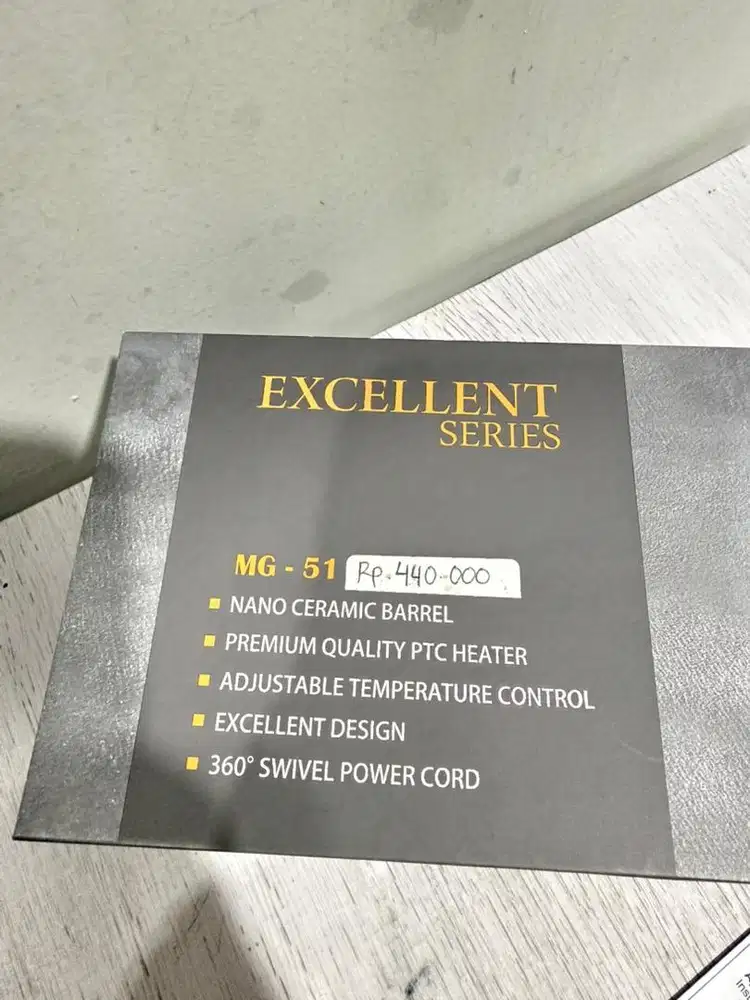 EXCELLENT
SERIES
MG - 51 Rp. 440.000
NANO CERAMIC BARREL
PREMIUM QUALITY PTC HEATER
ADJUSTABLE TEMPERATURE CONTROL
EXCELLENT DESIGN
360° SWIVEL POWER CORD